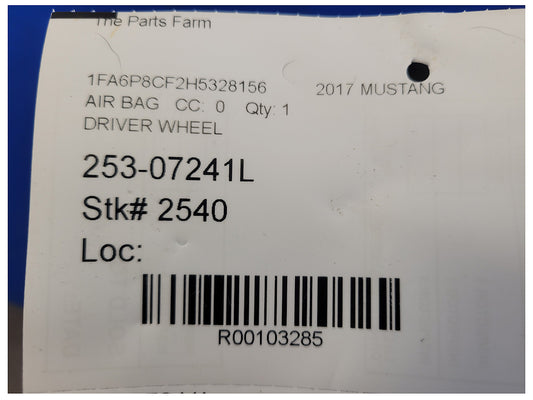 The Parts Farm
1FA6P8CF2H5328156 2017 MUSTANG
AIR BAG CC: 0 Qty: 1
DRIVER WHEEL
253-07241L
Stk# 2540
Loc:
R00103285